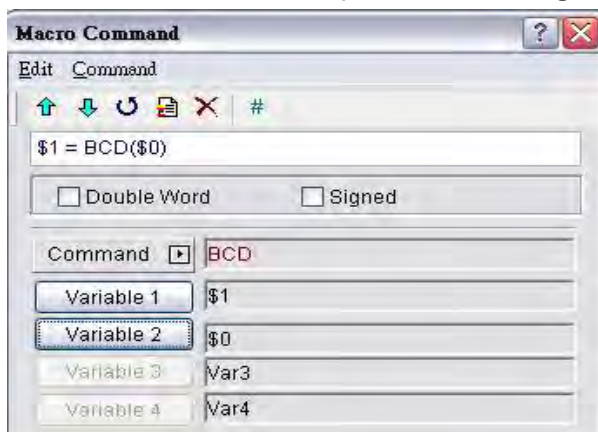 Macro Command
Edit Command
#
$1 = BCD($0)
Double Word Signed
Command BCD
Variable 1 $1
Variable 2 $0
Variable 3 Var3
Variable 4 Var4